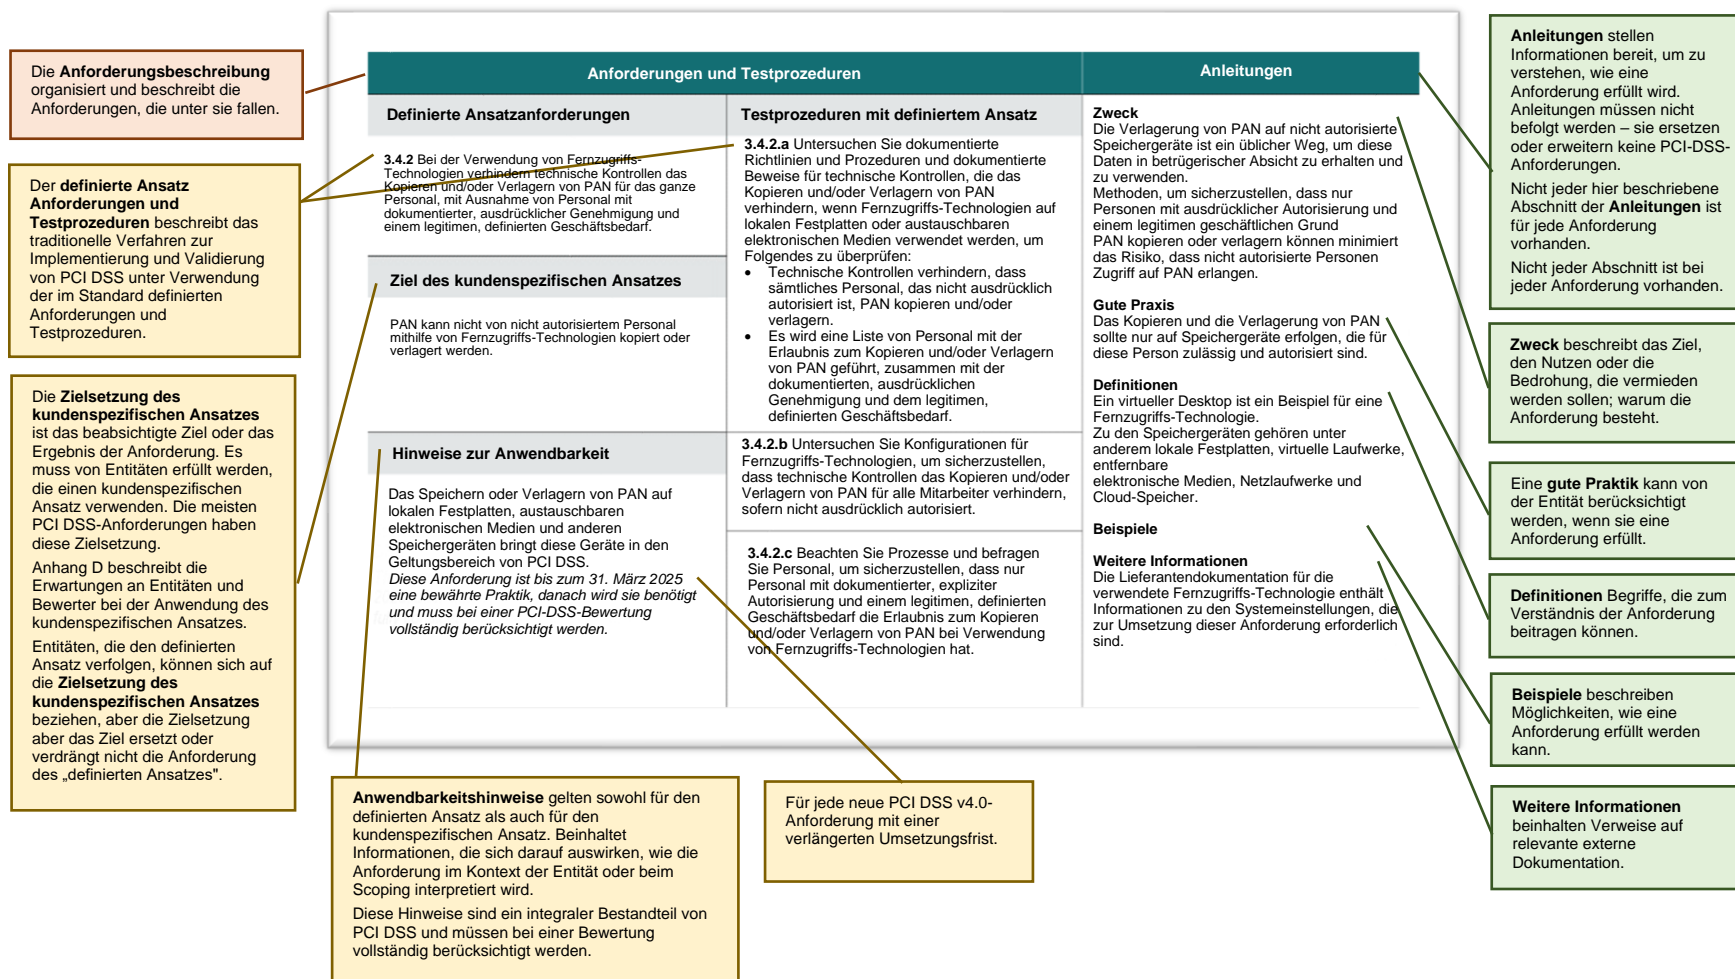 Die Anforderungsbeschreibung
organisiert und beschreibt die
Anforderungen, die unter sie fallen.
Der definierte Ansatz
Anforderungen und
Testprozeduren beschreibt das
traditionelle Verfahren zur
Implementierung und Validierung
von PCI DSS unter Verwendung
der im Standard definierten
Anforderungen und
Testprozeduren.
Die Zielsetzung des
kundenspezifischen Ansatzes
ist das beabsichtigte Ziel oder das
Ergebnis der Anforderung. Es
muss von Entitäten erfüllt werden,
die einen kundenspezifischen
Ansatz verwenden. Die meisten
PCI DSS-Anforderungen haben
diese Zielsetzung.
Anhang D beschreibt die
Erwartungen an Entitäten und
Bewerter bei der Anwendung des
kundenspezifischen Ansatzes.
Entitäten, die den definierten
Ansatz verfolgen, können sich auf
die Zielsetzung des
kundenspezifischen Ansatzes
beziehen, aber die Zielsetzung
aber das Ziel ersetzt oder
verdrängt nicht die Anforderung
des „definierten Ansatzes".
Anforderungen und Testprozeduren
Anleitungen
Definierte Ansatzanforderungen
3.4.2 Bei der Verwendung von Fernzugriffs-
Technologien verhindern technische Kontrollen das
Kopieren und/oder Verlagern von PAN für das ganze
Personal, mit Ausnahme von Personal mit
dokumentierter, ausdrücklicher Genehmigung und
einem legitimen, definierten Geschäftsbedarf.
Ziel des kundenspezifischen Ansatzes
PAN kann nicht von nicht autorisiertem Personal
mithilfe von Fernzugriffs-Technologien kopiert oder
verlagert werden.
Hinweise zur Anwendbarkeit
Das Speichern oder Verlagern von PAN auf
lokalen Festplatten, austauschbaren
elektronischen Medien und anderen
Speichergeräten bringt diese Geräte in den
Geltungsbereich von PCI DSS.
Diese Anforderung ist bis zum 31. März 2025
eine bewährte Praktik, danach wird sie benötigt
und muss bei einer PCI-DSS-Bewertung
vollständig berücksichtigt werden.
Testprozeduren mit definiertem Ansatz
3.4.2.a Untersuchen Sie dokumentierte
Richtlinien und Prozeduren und dokumentierte
Beweise für technische Kontrollen, die das
Kopieren und/oder Verlagern von PAN
verhindern, wenn Fernzugriffs-Technologien auf
lokalen Festplatten oder austauschbaren
elektronischen Medien verwendet werden, um
Folgendes zu überprüfen:
• Technische Kontrollen verhindern, dass
sämtliches Personal, das nicht ausdrücklich
autorisiert ist, PAN kopieren und/oder
verlagern.
• Es wird eine Liste von Personal mit der
Erlaubnis zum Kopieren und/oder Verlagern
von PAN geführt, zusammen mit der
dokumentierten, ausdrücklichen
Genehmigung und dem legitimen,
definierten Geschäftsbedarf.
3.4.2.b Untersuchen Sie Konfigurationen für
Fernzugriffs-Technologien, um sicherzustellen,
dass technische Kontrollen das Kopieren und/oder
Verlagern von PAN für alle Mitarbeiter verhindern,
sofern nicht ausdrücklich autorisiert.
3.4.2.c Beachten Sie Prozesse und befragen
Sie Personal, um sicherzustellen, dass nur
Personal mit dokumentierter, expliziter
Autorisierung und einem legitimen, definierten
Geschäftsbedarf die Erlaubnis zum Kopieren
und/oder Verlagern von PAN bei Verwendung
von Fernzugriffs-Technologien hat.
Zweck
Die Verlagerung von PAN auf nicht autorisierte
Speichergeräte ist ein üblicher Weg, um diese
Daten in betrügerischer Absicht zu erhalten und
zu verwenden.
Methoden, um sicherzustellen, dass nur
Personen mit ausdrücklicher Autorisierung und
einem legitimen geschäftlichen Grund
PAN kopieren oder verlagern können minimiert
das Risiko, dass nicht autorisierte Personen
Zugriff auf PAN erlangen.
Gute Praxis
Das Kopieren und die Verlagerung von PAN
sollte nur auf Speichergeräte erfolgen, die für
diese Person zulässig und autorisiert sind.
Definitionen
Ein virtueller Desktop ist ein Beispiel für eine
Fernzugriffs-Technologie.
Zu den Speichergeräten gehören unter
anderem lokale Festplatten, virtuelle Laufwerke,
entfernbare
elektronische Medien, Netzlaufwerke und
Cloud-Speicher.
Beispiele
Weitere Informationen
Die Lieferantendokumentation für die
verwendete Fernzugriffs-Technologie enthält
Informationen zu den Systemeinstellungen, die
zur Umsetzung dieser Anforderung erforderlich
sind.
Anleitungen stellen
Informationen bereit, um zu
verstehen, wie eine
Anforderung erfüllt wird.
Anleitungen müssen nicht
befolgt werden – sie ersetzen
oder erweitern keine PCI-DSS-
Anforderungen.
Nicht jeder hier beschriebene
Abschnitt der Anleitungen ist
für jede Anforderung
vorhanden.
Nicht jeder Abschnitt ist bei
jeder Anforderung vorhanden.
Zweck beschreibt das Ziel,
den Nutzen oder die
Bedrohung, die vermieden
werden sollen; warum die
Anforderung besteht.
Eine gute Praktik kann von
der Entität berücksichtigt
werden, wenn sie eine
Anforderung erfüllt.
Definitionen Begriffe, die zum
Verständnis der Anforderung
beitragen können.
Beispiele beschreiben
Möglichkeiten, wie eine
Anforderung erfüllt werden
kann.
Weitere Informationen
beinhalten Verweise auf
relevante externe
Dokumentation.
Anwendbarkeitshinweise gelten sowohl für den
definierten Ansatz als auch für den
kundenspezifischen Ansatz. Beinhaltet
Informationen, die sich darauf auswirken, wie die
Anforderung im Kontext der Entität oder beim
Scoping interpretiert wird.
Diese Hinweise sind ein integraler Bestandteil von
PCI DSS und müssen bei einer Bewertung
vollständig berücksichtigt werden.
Für jede neue PCI DSS v4.0-
Anforderung mit einer
verlängerten Umsetzungsfrist.